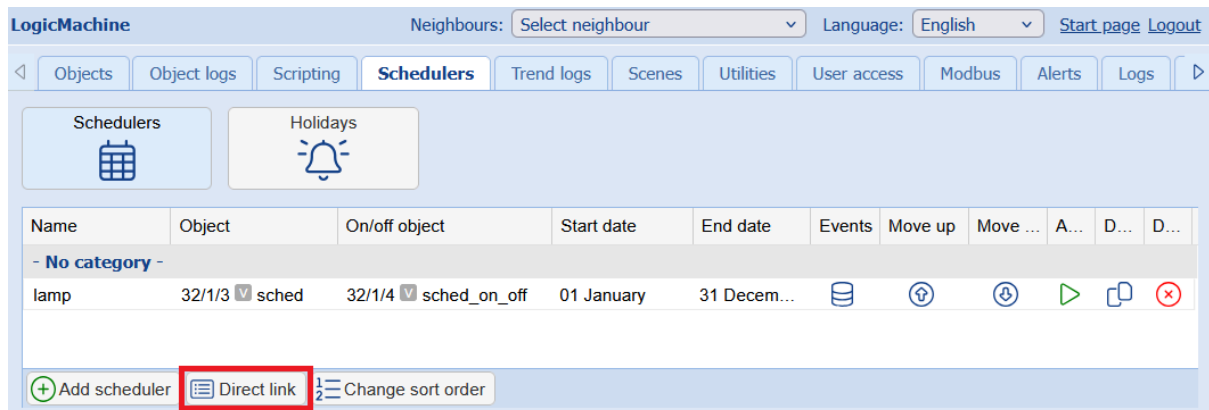 LogicMachine Neighbours: Select neighbour Language: English Start page Logout
Objects Object logs Scripting Schedulers Trend logs Scenes Utilities User access Modbus Alerts Logs
Schedulers Holidays
Name Object On/off object Start date End date Events Move up Move ... A... D... D...
- No category -
lamp 32/1/3 V sched 32/1/4 V sched_on_off 01 January 31 Decem...
Add scheduler Direct link Change sort order